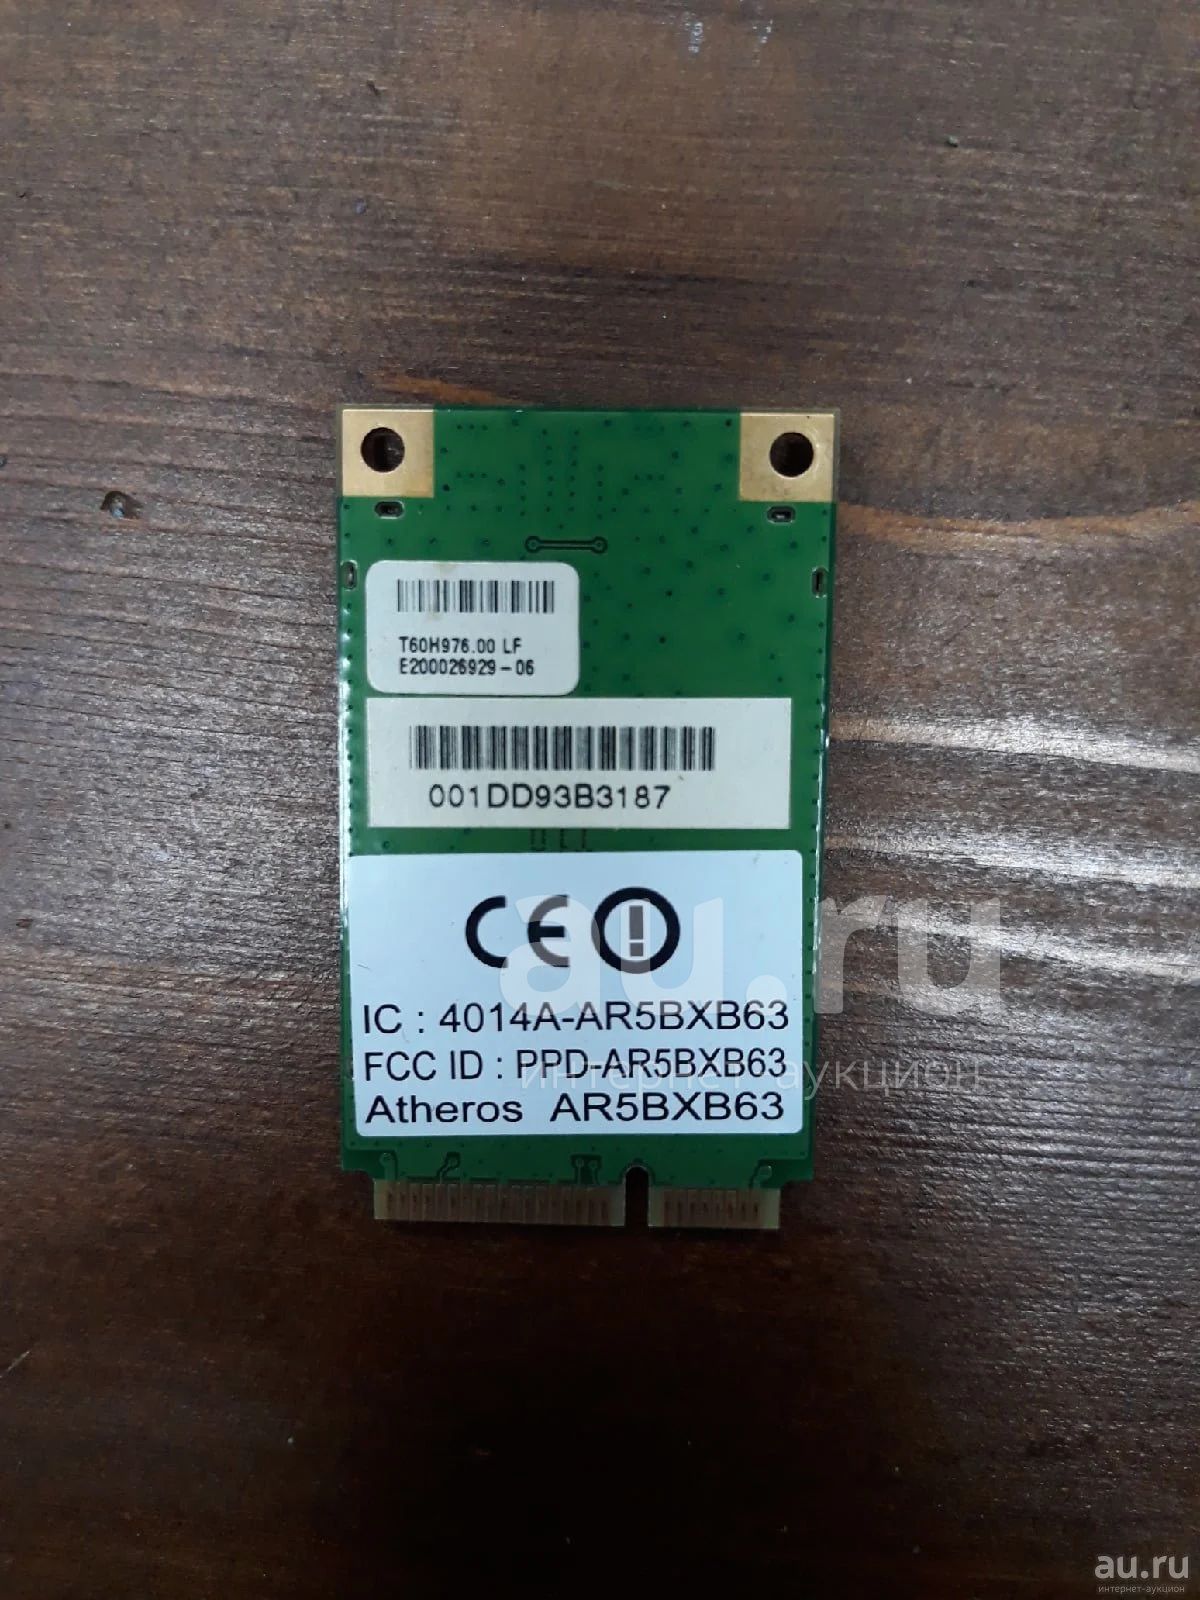 T60H976.00 LF
E200026929-06
001DD93B3187
CE
au.ru
IC : 4014A-AR5BXB63
FCC ID : PPD-AR5BXB63
интернет-аукцион
Atheros AR5BXB63
au.ru
интернет-аукцион